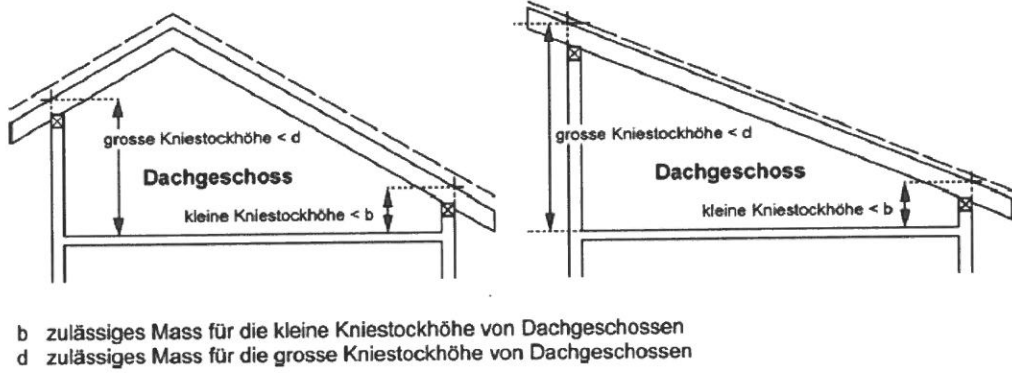 grosse Kniestockhöhe < d
Dachgeschoss
kleine Kniestockhöhe < b
grosse Kniestockhöhe < d
Dachgeschoss
kleine Kniestockhöhe < b
b zulässiges Mass für die kleine Kniestockhöhe von Dachgeschossen
d zulässiges Mass für die grosse Kniestockhöhe von Dachgeschossen